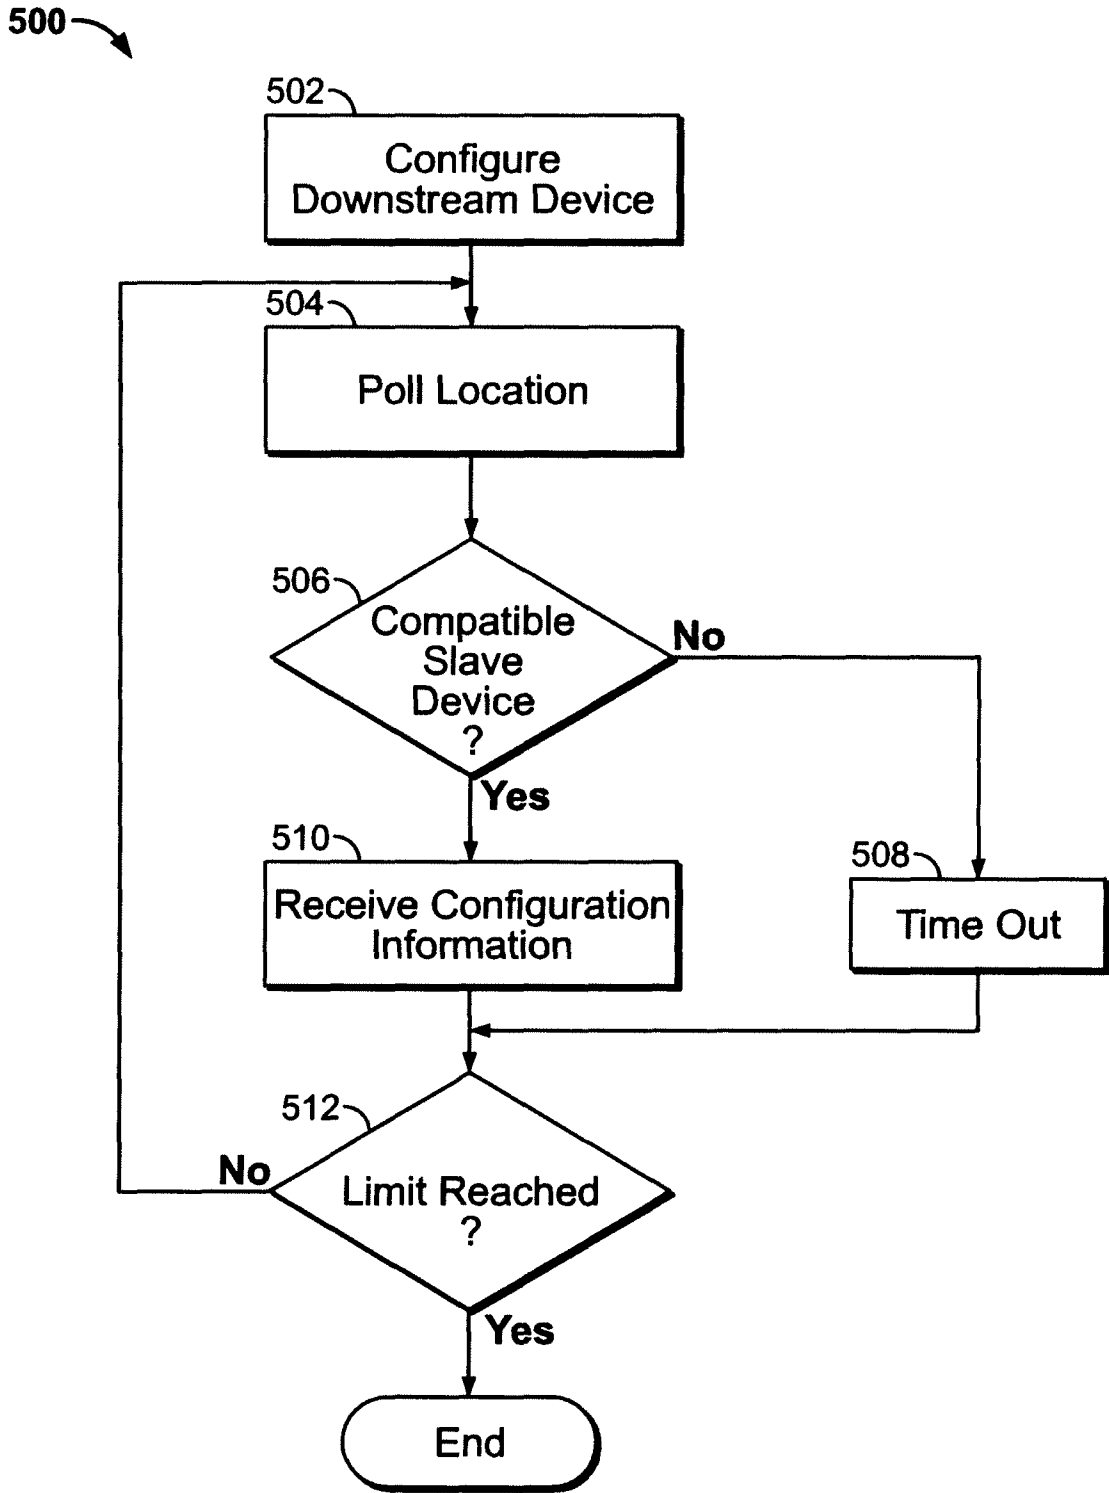 500
502
Configure
Downstream Device
504
Poll Location
506
Compatible
Slave
Device
?
No
Yes
510
Receive Configuration
Information
508
Time Out
512
No
Limit Reached
?
Yes
End